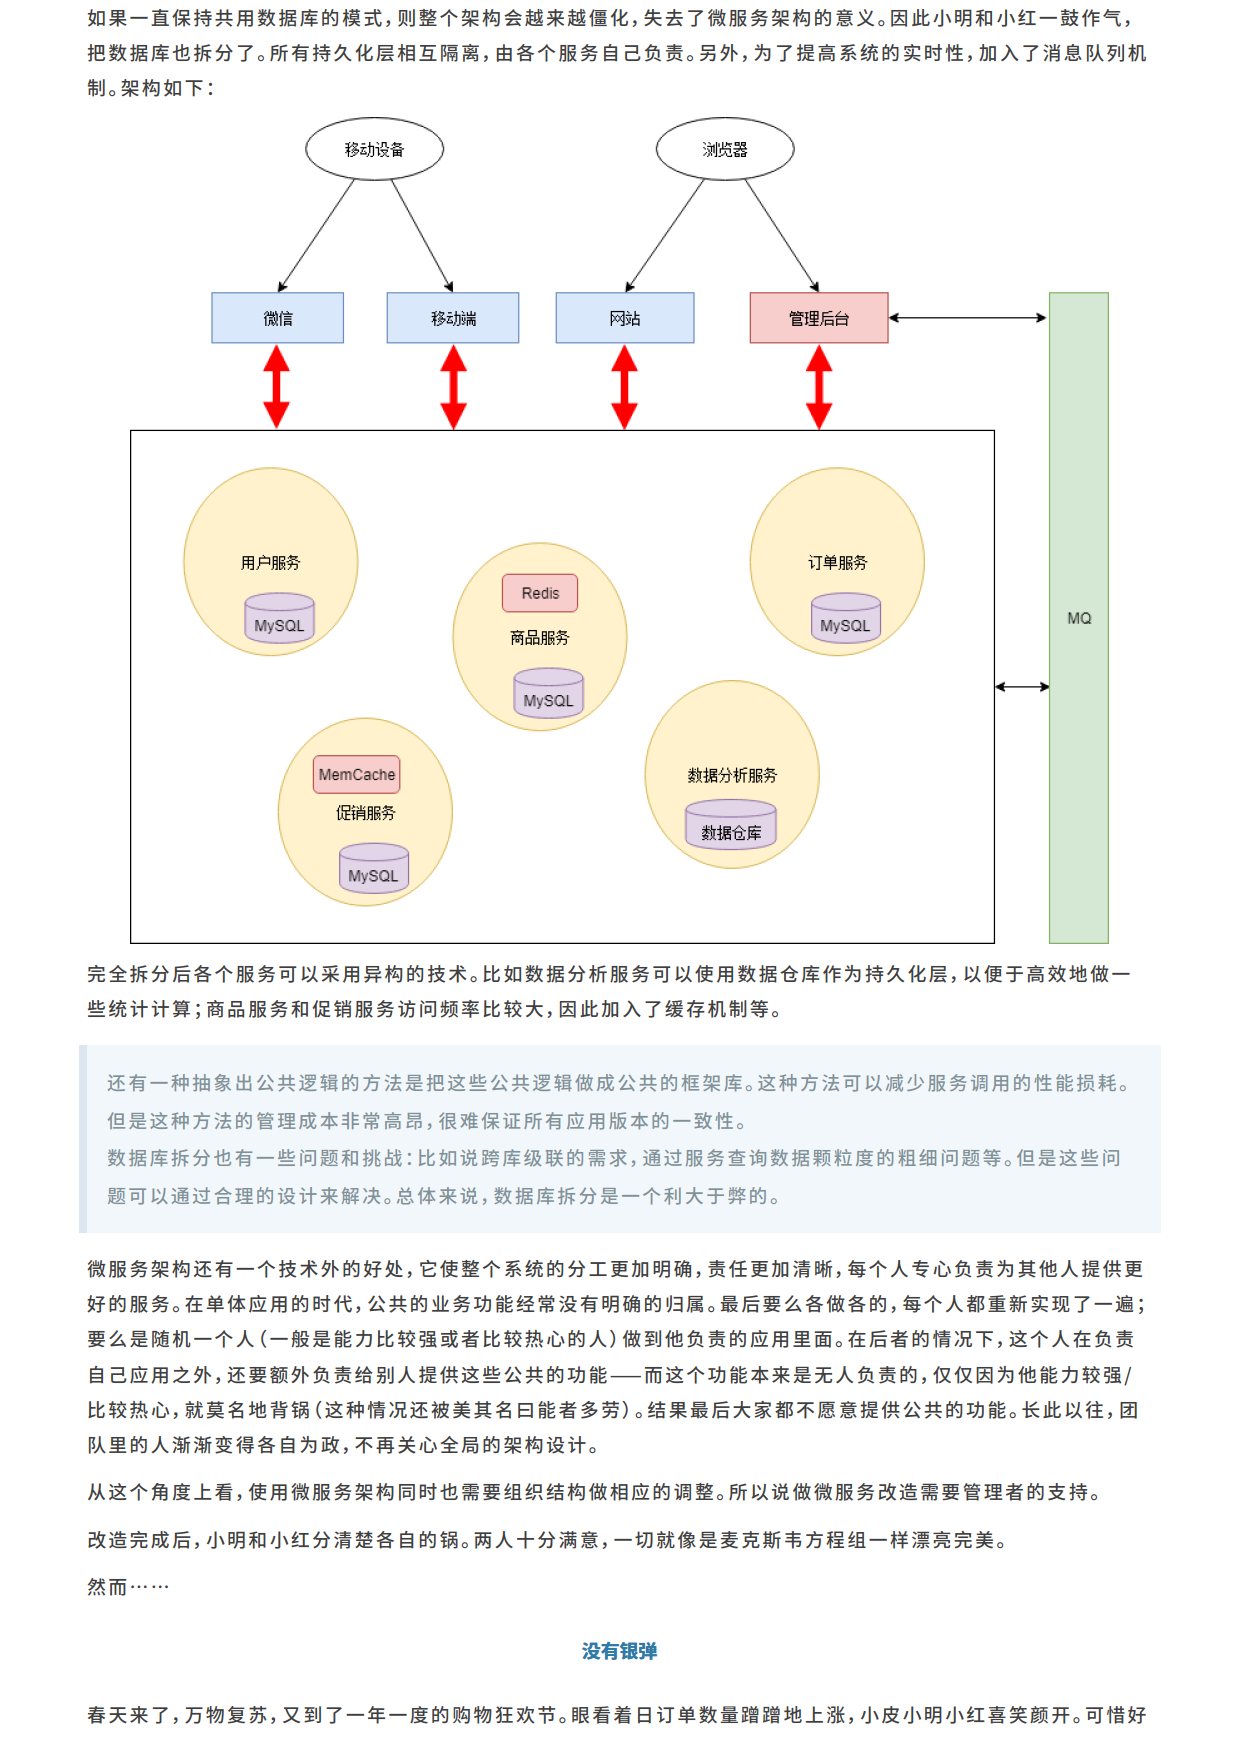 如果一直保持共用数据库的模式，则整个架构会越来越僵化，失去了微服务架构的意义。因此小明和小红一鼓作气，
把数据库也拆分了。所有持久化层相互隔离，由各个服务自己负责。另外，为了提高系统的实时性，加入了消息队列机
制。架构如下：
移动设备
浏览器
微信
移动端
网站
管理后台
用户服务
MySQL
Redis
商品服务
MySQL
订单服务
MySQL
MQ
MemCache
促销服务
MySQL
数据分析服务
数据仓库
完全拆分后各个服务可以采用异构的技术。比如数据分析服务可以使用数据仓库作为持久化层，以便于高效地做一
些统计计算；商品服务和促销服务访问频率比较大，因此加入了缓存机制等。
还有一种抽象出公共逻辑的方法是把这些公共逻辑做成公共的框架库。这种方法可以减少服务调用的性能损耗。
但是这种方法的管理成本非常高昂，很难保证所有应用版本的一致性。
数据库拆分也有一些问题和挑战：比如说跨库级联的需求，通过服务查询数据颗粒度的粗细问题等。但是这些问
题可以通过合理的设计来解决。总体来说，数据库拆分是一个利大于弊的。
微服务架构还有一个技术外的好处，它使整个系统的分工更加明确，责任更加清晰，每个人专心负责为其他人提供更
好的服务。在单体应用的时代，公共的业务功能经常没有明确的归属。最后要么各做各的，每个人都重新实现了一遍；
要么是随机一个人（一般是能力比较强或者比较热心的人）做到他负责的应用里面。在后者的情况下，这个人在负责
自己应用之外，还要额外负责给别人提供这些公共的功能——而这个功能本来是无人负责的，仅仅因为他能力较强/
比较热心，就莫名地背锅（这种情况还被美其名曰能者多劳）。结果最后大家都不愿意提供公共的功能。长此以往，团
队里的人渐渐变得各自为政，不再关心全局的架构设计。
从这个角度上看，使用微服务架构同时也需要组织结构做相应的调整。所以说做微服务改造需要管理者的支持。
改造完成后，小明和小红分清楚各自的锅。两人十分满意，一切就像是麦克斯韦方程组一样漂亮完美。
然而……
没有银弹
春天来了，万物复苏，又到了一年一度的购物狂欢节。眼看着日订单数量蹭蹭地上涨，小皮小明小红喜笑颜开。可惜好